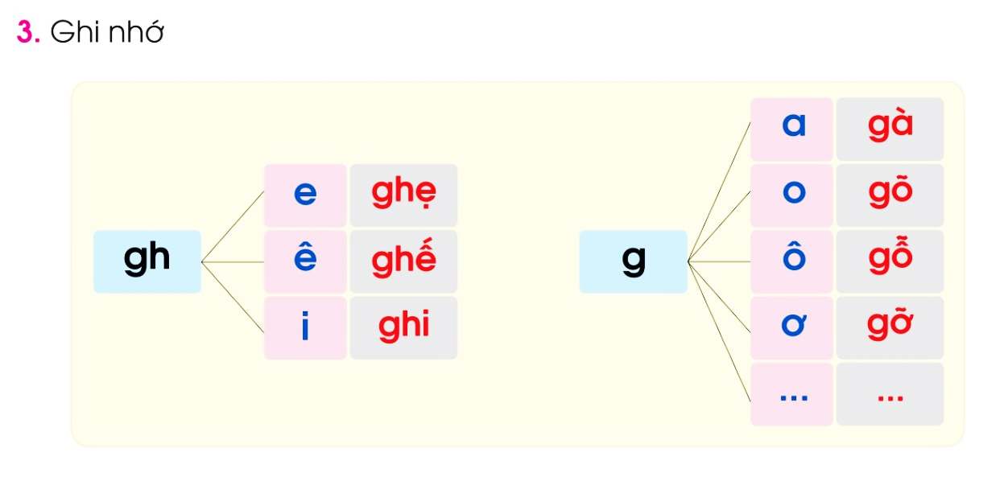 3. Ghi nhớ
gh
e ghẹ
ê ghế
i ghi
g
a gà
o gõ
ô gỗ
ơ gỡ
... ...